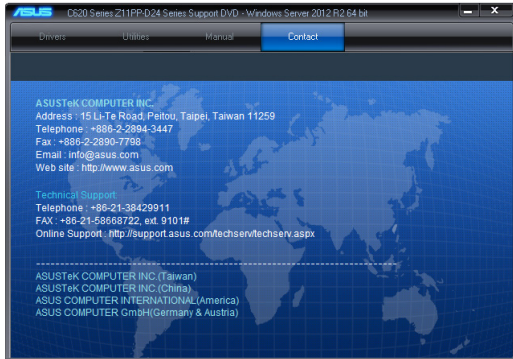 ASUS C620 Series Z11PP-D24 Series Support DVD - Windows Server 2012 R2 64 bit
Drivers Utilities Manual Contact
ASUSTeK COMPUTER INC.
Address : 15 Li-Te Road, Peitou, Taipei, Taiwan 11259
Telephone : +886-2-2894-3447
Fax : +886-2-2890-7798
Email : info@asus.com
Web site : http://www.asus.com
Technical Support
Telephone : +86-21-38429911
FAX : +86-21-58668722, ext. 9101#
Online Support : http://support.asus.com/techserv/techserv.aspx
ASUSTeK COMPUTER INC.(Taiwan)
ASUSTeK COMPUTER INC.(China)
ASUS COMPUTER INTERNATIONAL(America)
ASUS COMPUTER GmbH(Germany & Austria)